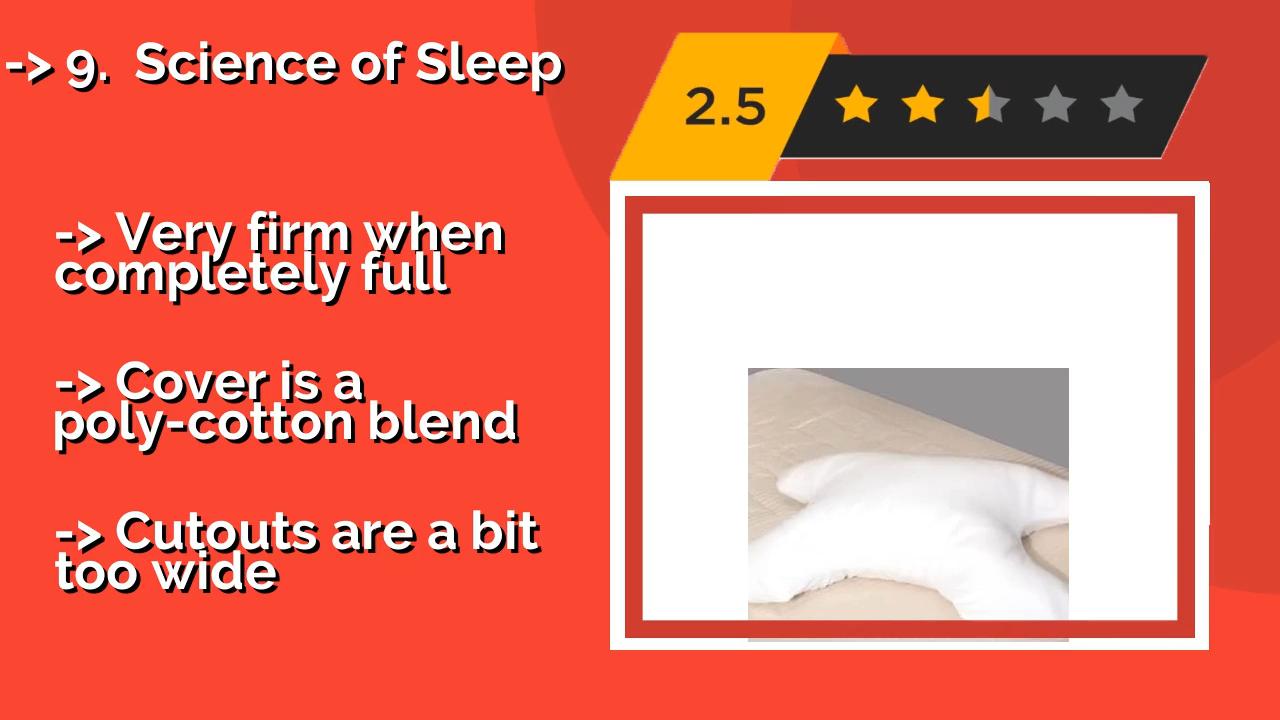 -> 9.  Science of Sleep
2.5
-> Very firm when
completely full
-> Cover is a
poly-cotton blend
-> Cutouts are a bit
too wide